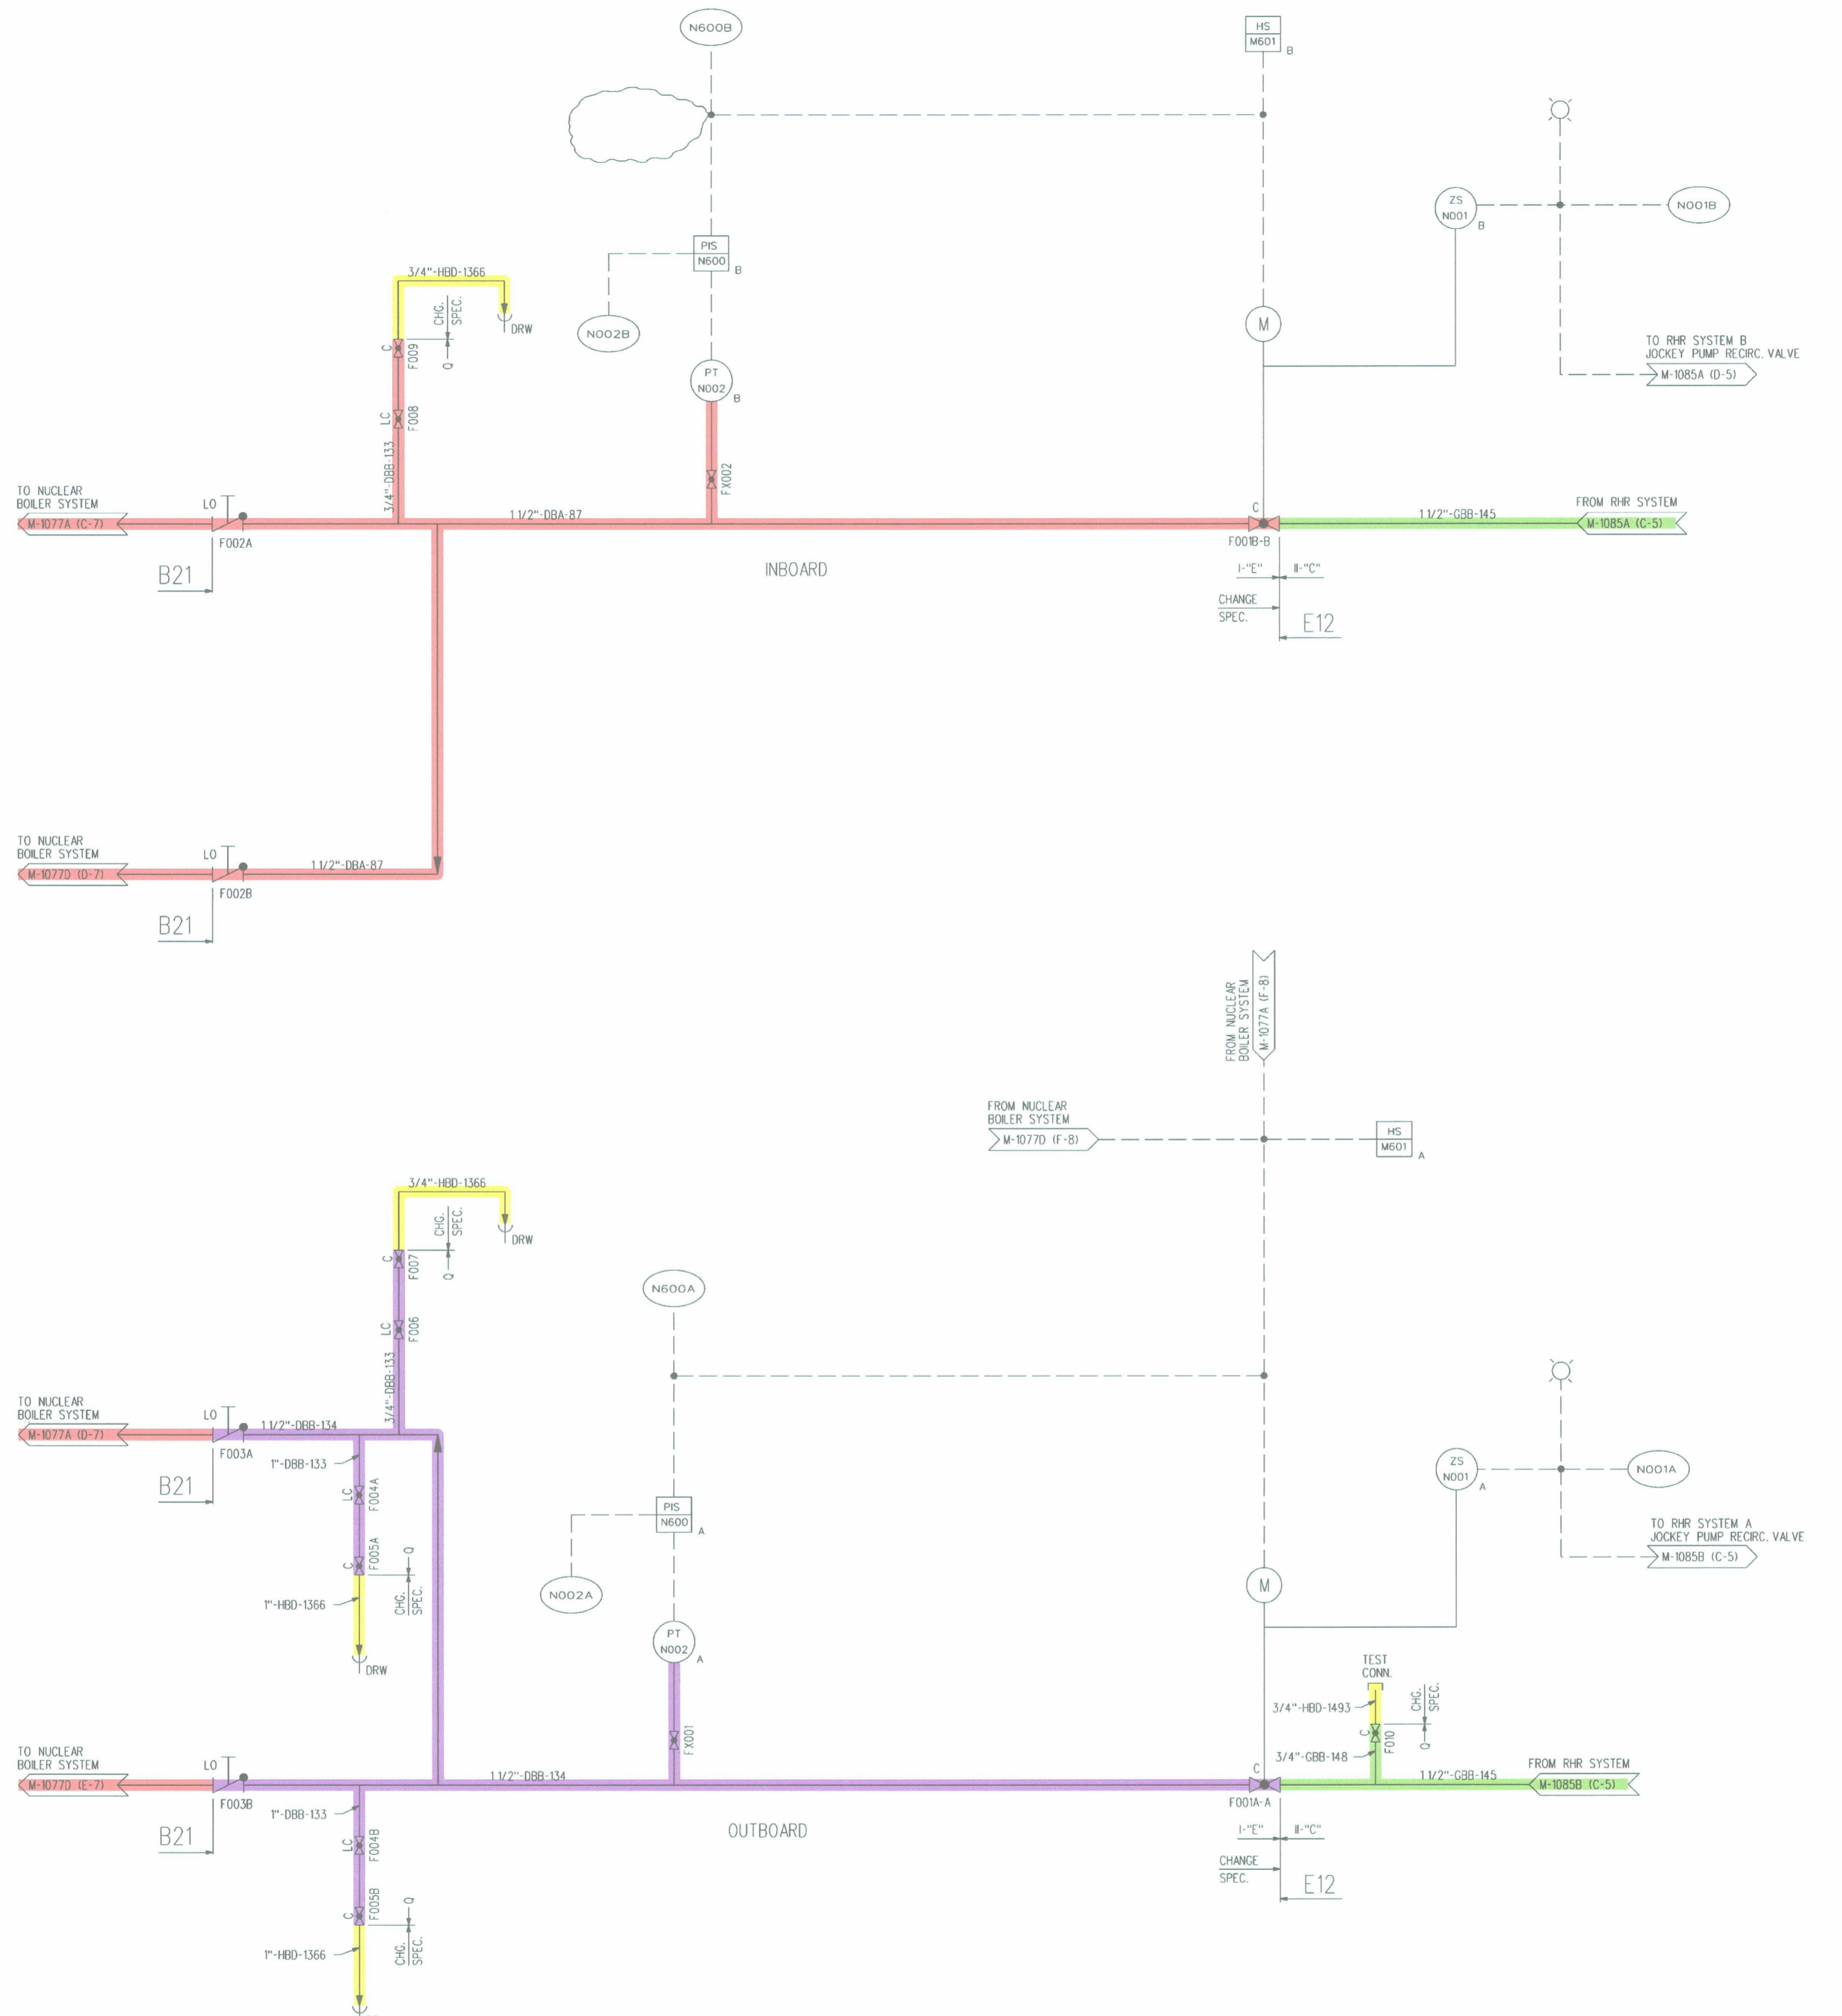 N600B
HS
M601
B
ZS
N001
B
N001B
PIS
N600
B
3/4"-HBD-1366
CHG.
SPEC.
DRW
N002B
Q
C
F009
M
TO RHR SYSTEM B
JOCKEY PUMP RECIRC. VALVE
M-1085A (D-5)
PT
N002
B
LC
F008
3/4"-DBB-133
FX002
TO NUCLEAR
BOILER SYSTEM
M-1077A (C-7)
LO
F002A
B21
1 1/2"-DBA-87
C
F001B-B
1 1/2"-GBB-145
FROM RHR SYSTEM
M-1085A (C-5)
INBOARD
I-"E"
II-"C"
CHANGE
SPEC.
E12
TO NUCLEAR
BOILER SYSTEM
M-1077D (D-7)
LO
1 1/2"-DBA-87
F002B
B21
FROM NUCLEAR
BOILER SYSTEM
M-1077A (F-8)
FROM NUCLEAR
BOILER SYSTEM
M-1077D (F-8)
HS
M601
A
3/4"-HBD-1366
CHG.
SPEC.
DRW
Q
C
F007
N600A
LC
F006
3/4"-DBB-133
TO NUCLEAR
BOILER SYSTEM
M-1077A (D-7)
LO
1 1/2"-DBB-134
F003A
B21
1"-DBB-133
LC
F004A
C
F005A
Q
CHG.
SPEC.
1"-HBD-1366
DRW
PIS
N600
A
N002A
PT
N002
A
FX001
ZS
N001
A
N001A
TO RHR SYSTEM A
JOCKEY PUMP RECIRC. VALVE
M-1085B (C-5)
M
TEST
CONN.
3/4"-HBD-1493
CHG.
SPEC.
Q
C
F010
3/4"-GBB-148
TO NUCLEAR
BOILER SYSTEM
M-1077D (E-7)
LO
F003B
B21
1 1/2"-DBB-134
C
F001A-A
1 1/2"-GBB-145
FROM RHR SYSTEM
M-1085B (C-5)
OUTBOARD
I-"E"
II-"C"
CHANGE
SPEC.
E12
1"-DBB-133
LC
F004B
C
F005B
Q
CHG.
SPEC.
1"-HBD-1366